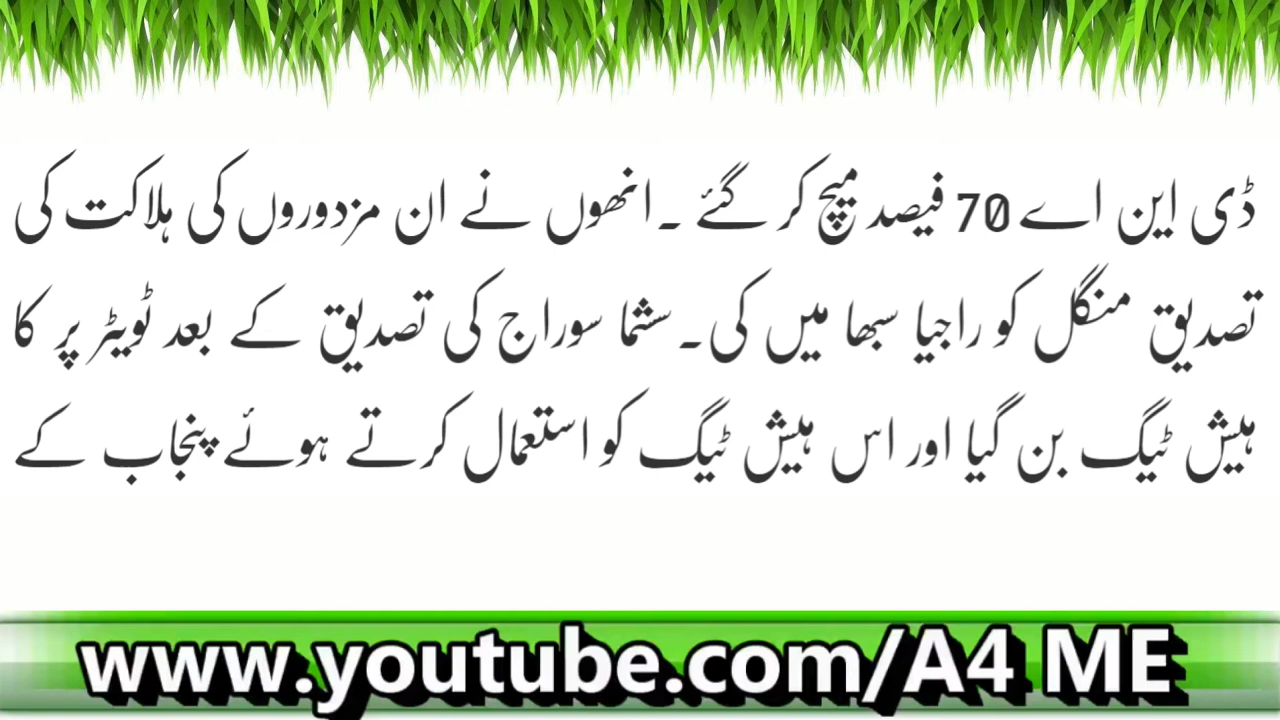 ڈی این اے 70 فیصد میچ کر گئے ۔انھوں نے ان مزدوروں کی ہلاکت کی
تصدیق منگل کو راجیا سبھا میں کی۔ سشما سوراج کی تصدیق کے بعد ٹویٹر پر کا
ہیش ٹیگ بن گیا اور اس ہیش ٹیگ کو استعمال کرتے ہوئے پنجاب کے
www.youtube.com/A4 ME